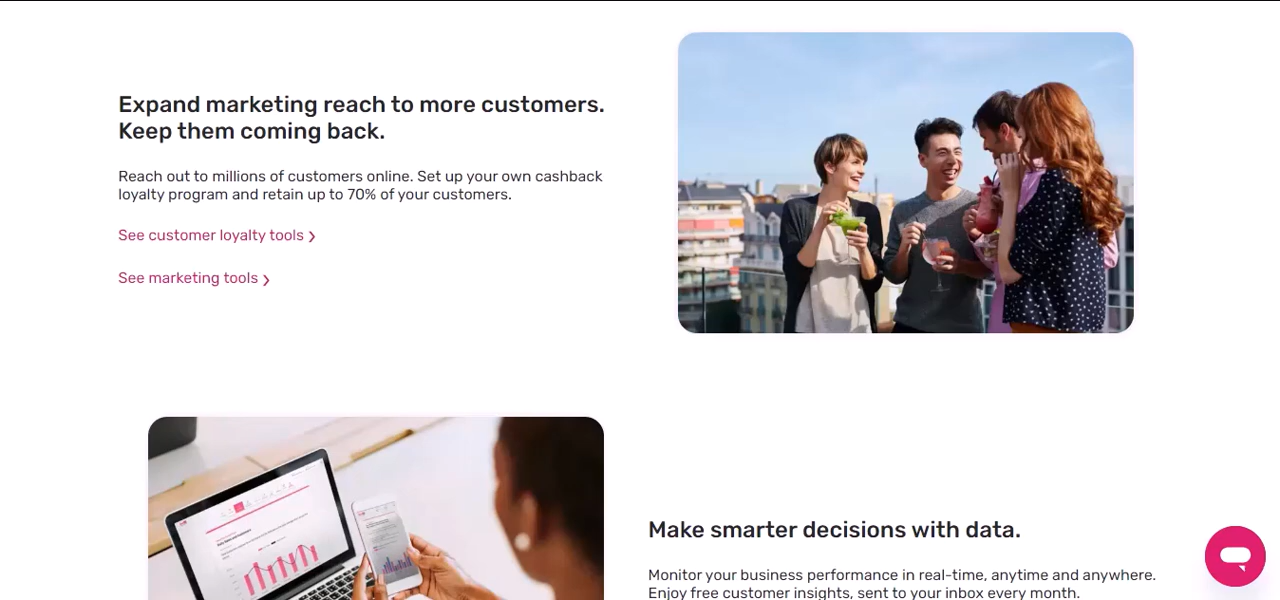 Expand marketing reach to more customers.
Keep them coming back.
Reach out to millions of customers online. Set up your own cashback
loyalty program and retain up to 70% of your customers.
See customer loyalty tools
See marketing tools
Make smarter decisions with data.
Monitor your business performance in real-time, anytime and anywhere.
Enjoy free customer insights, sent to your inbox every month.